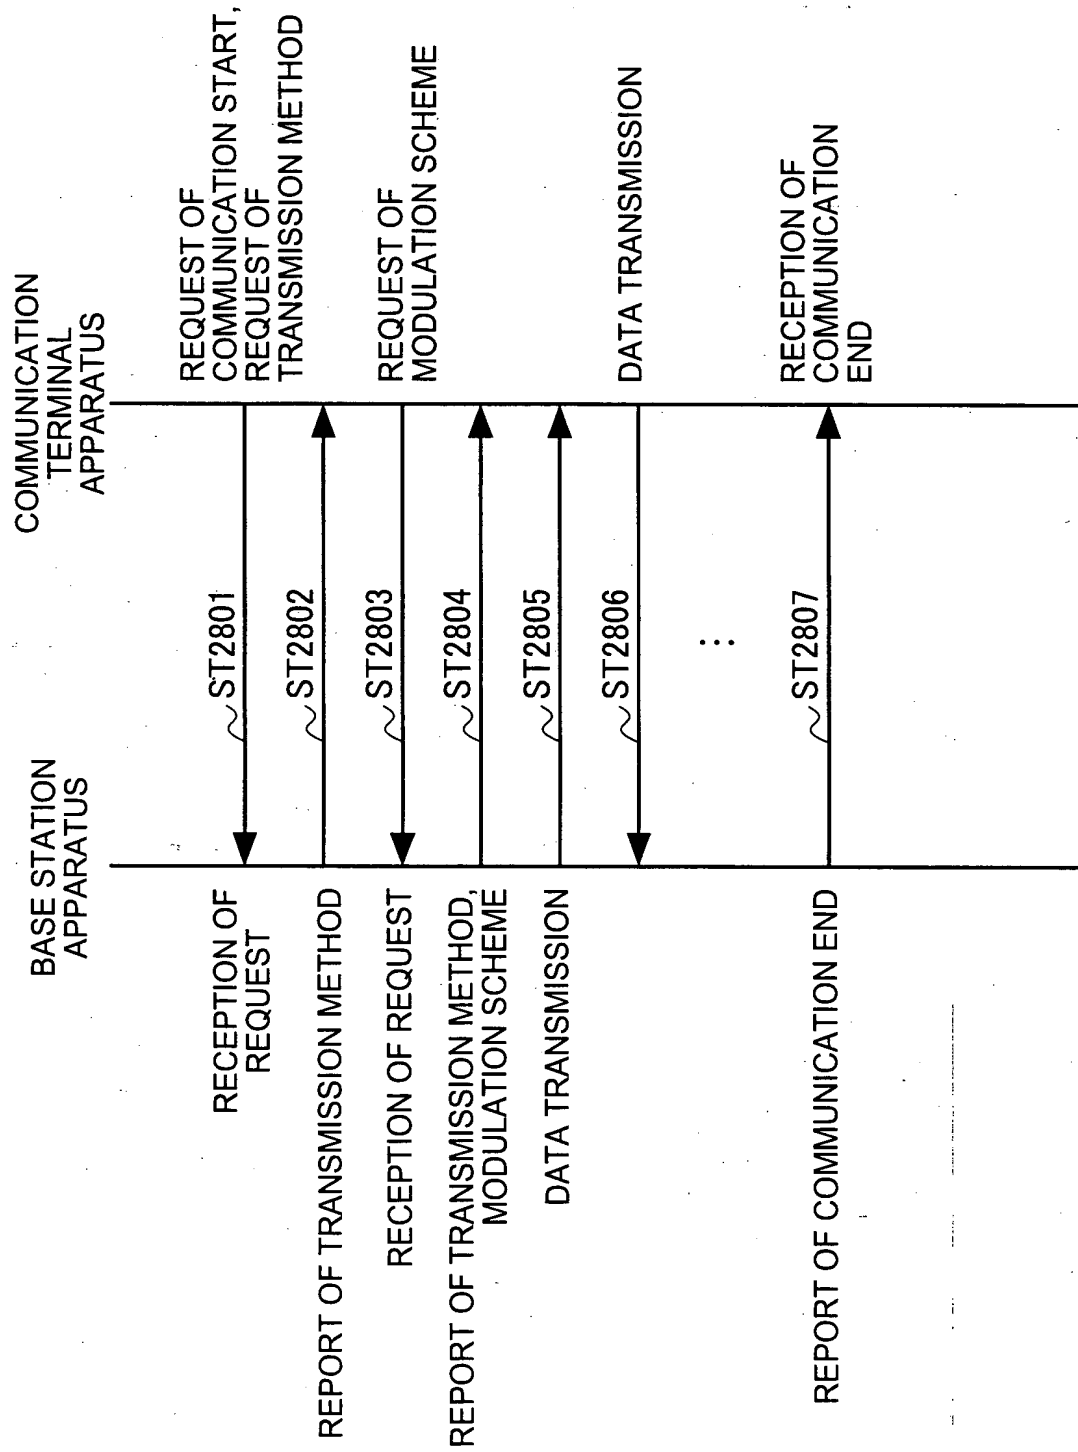 BASE STATION
APPARATUS
COMMUNICATION
TERMINAL
APPARATUS
RECEPTION OF
REQUEST
ST2801
REQUEST OF
COMMUNICATION START,
REQUEST OF
TRANSMISSION METHOD
REPORT OF TRANSMISSION METHOD
ST2802
RECEPTION OF REQUEST
ST2803
REQUEST OF
MODULATION SCHEME
REPORT OF TRANSMISSION METHOD,
MODULATION SCHEME
ST2804
DATA TRANSMISSION
ST2805
ST2806
DATA TRANSMISSION
...
REPORT OF COMMUNICATION END
ST2807
RECEPTION OF
COMMUNICATION
END